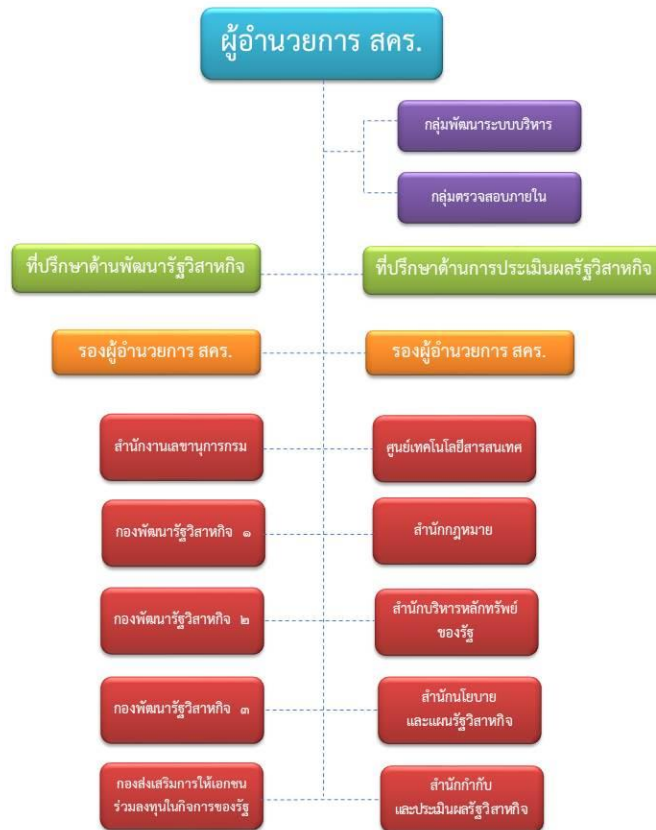 ผู้อำนวยการ สคร.
กลุ่มพัฒนาระบบบริหาร
กลุ่มตรวจสอบภายใน
ที่ปรึกษาด้านพัฒนารัฐวิสาหกิจ
ที่ปรึกษาด้านการประเมินผลรัฐวิสาหกิจ
รองผู้อำนวยการ สคร.
รองผู้อำนวยการ สคร.
สำนักงานเลขานุการกรม
ศูนย์เทคโนโลยีสารสนเทศ
กองพัฒนารัฐวิสาหกิจ ๑
สำนักกฎหมาย
กองพัฒนารัฐวิสาหกิจ ๒
สำนักบริหารหลักทรัพย์
ของรัฐ
กองพัฒนารัฐวิสาหกิจ ๓
สำนักนโยบาย
และแผนรัฐวิสาหกิจ
กองส่งเสริมการให้เอกชน
ร่วมลงทุนในกิจการของรัฐ
สำนักกำกับ
และประเมินผลรัฐวิสาหกิจ